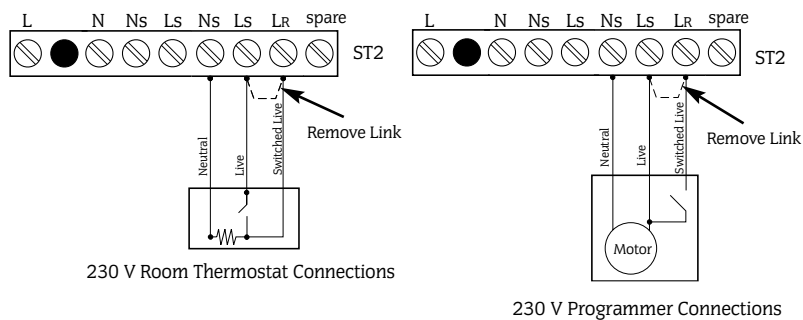 L N Ns Ls Ns Ls LR spare
ST2
Remove Link
Neutral
Live
Switched Live
230 V Room Thermostat Connections
L N Ns Ls Ns Ls LR spare
ST2
Remove Link
Neutral
Live
Switched Live
Motor
230 V Programmer Connections